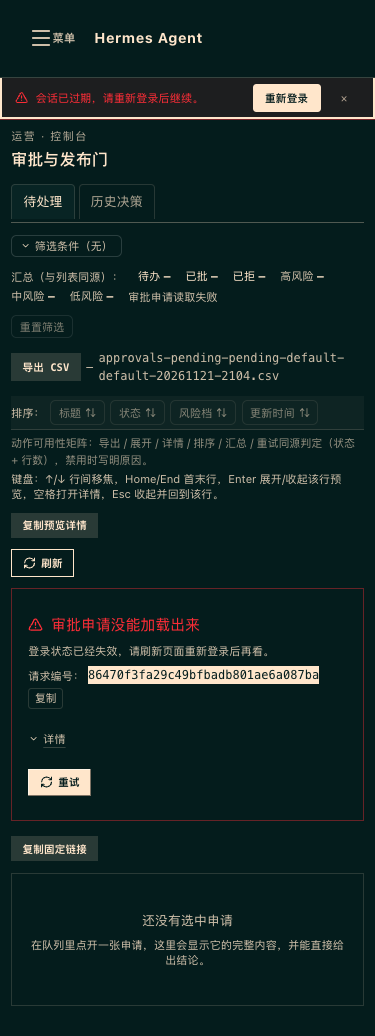 菜单 Hermes Agent
会话已过期，请重新登录后继续。 重新登录 ×
运营 · 控制台
审批与发布门
待处理 历史决策
筛选条件（无）
汇总（与列表同源）： 待办 — 已批 — 已拒 — 高风险 —
中风险 — 低风险 — 审批申请读取失败
重置筛选
导出 CSV — approvals-pending-pending-default-
default-20261121-2104.csv
排序： 标题 ⇅ 状态 ⇅ 风险档 ⇅ 更新时间 ⇅
动作可用性矩阵：导出 / 展开 / 详情 / 排序 / 汇总 / 重试同源判定（状态
+ 行数），禁用时写明原因。
键盘：↑/↓ 行间移焦，Home/End 首末行，Enter 展开/收起该行预
览，空格打开详情，Esc 收起并回到该行。
复制预览详情
刷新
审批申请没能加载出来
登录状态已经失效，请刷新页面重新登录后再看。
请求编号： 86470f3fa29c49bfbadb801ae6a087ba
复制
详情
重试
复制固定链接
还没有选中申请
在队列里点开一张申请，这里会显示它的完整内容，并能直接给
出结论。